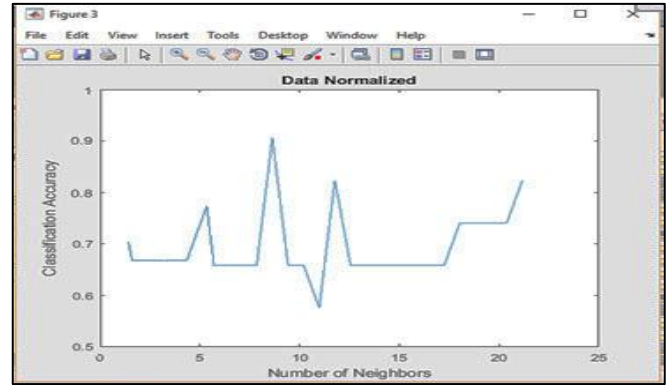 Figure 3
File Edit View Insert Tools Desktop Window Help
Data Normalized
1
0.9
0.8
0.7
0.6
0.5
Classification Accuracy
0 5 10 15 20 25
Number of Neighbors